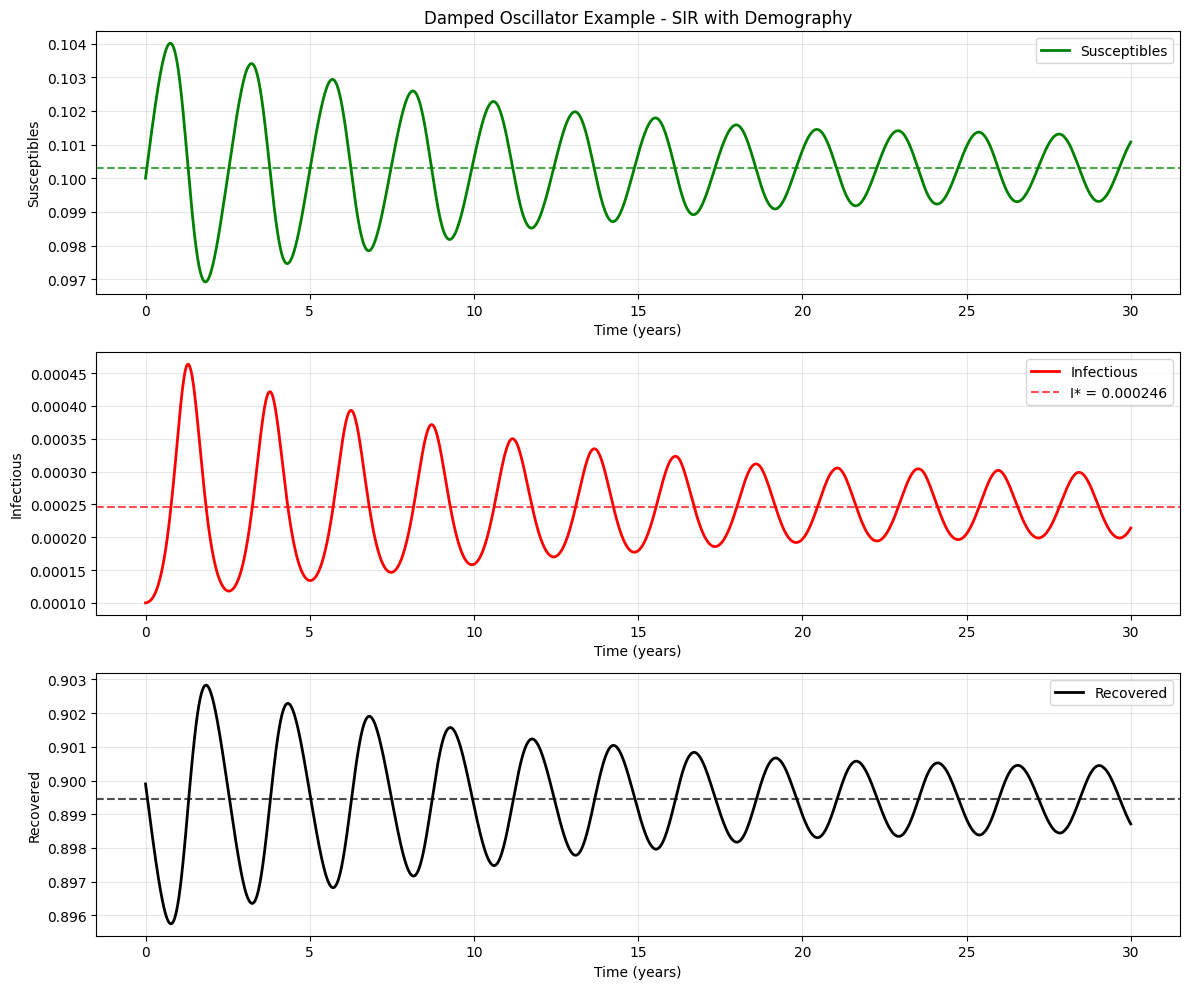 Damped Oscillator Example - SIR with Demography
Susceptibles
0.104
0.103
0.102
0.101
0.100
0.099
0.098
0.097
Susceptibles
0 5 10 15 20 25 30
Time (years)
Infectious
I* = 0.000246
0.00045
0.00040
0.00035
0.00030
0.00025
0.00020
0.00015
0.00010
Infectious
0 5 10 15 20 25 30
Time (years)
Recovered
0.903
0.902
0.901
0.900
0.899
0.898
0.897
0.896
Recovered
0 5 10 15 20 25 30
Time (years)